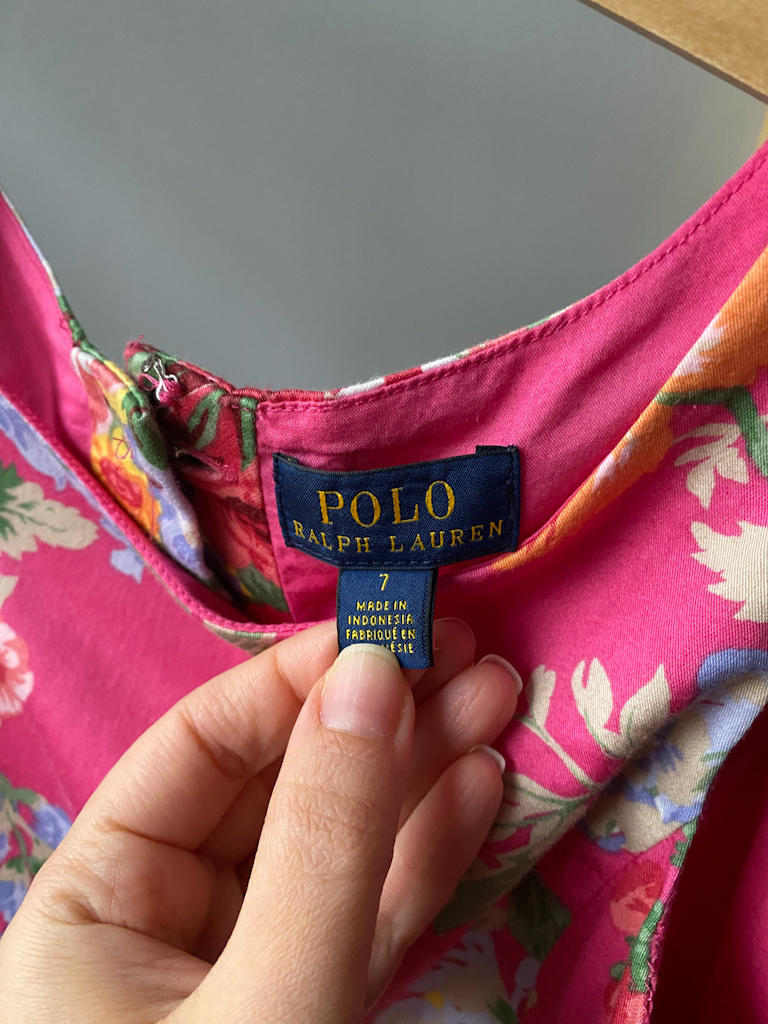 POLO
RALPH LAUREN
7
MADE IN
INDONESIA
FABRIQUÉ EN